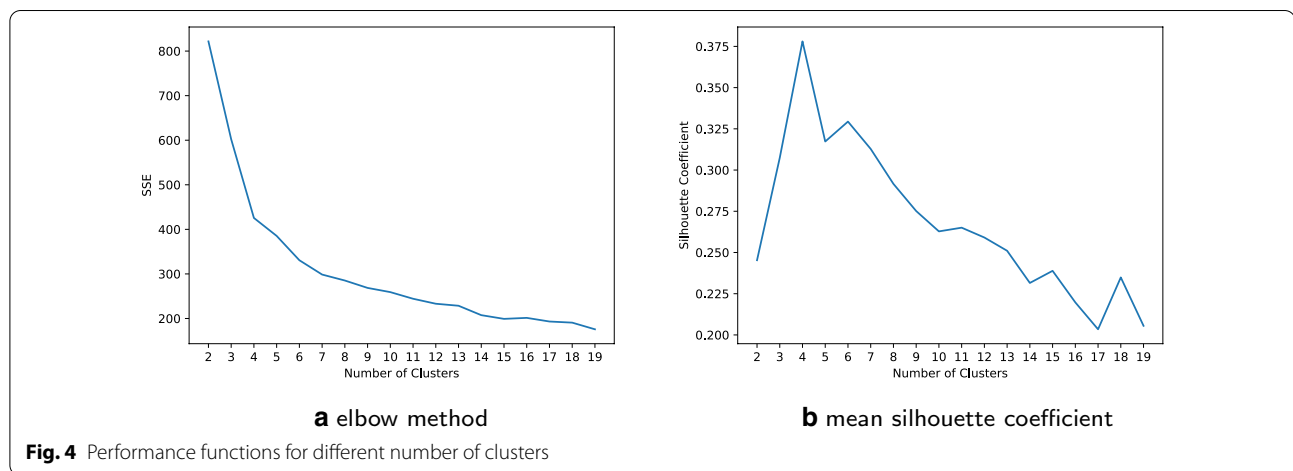 800
700
600
500
400
300
200
SSE
2 3 4 5 6 7 8 9 10 11 12 13 14 15 16 17 18 19
Number of Clusters
a elbow method
0.375
0.350
0.325
0.300
0.275
0.250
0.225
0.200
Silhouette Coefficient
2 3 4 5 6 7 8 9 10 11 12 13 14 15 16 17 18 19
Number of Clusters
b mean silhouette coefficient
Fig. 4 Performance functions for different number of clusters